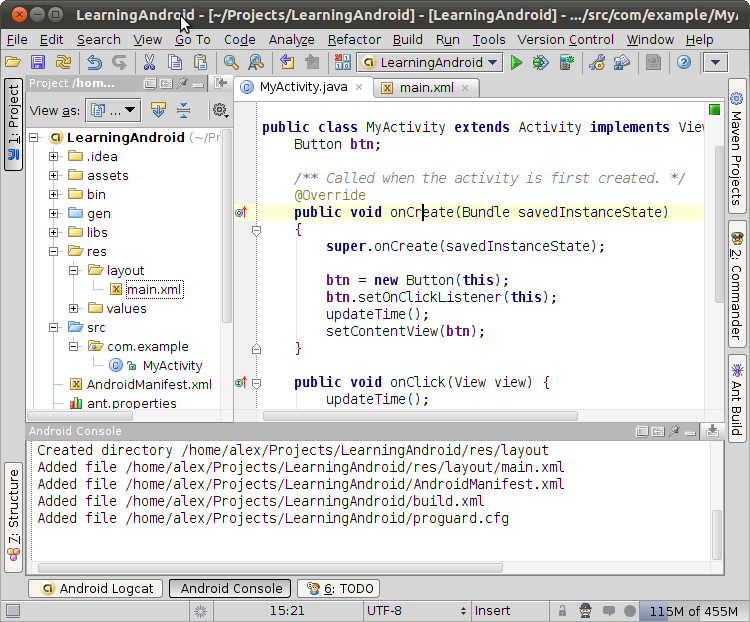 LearningAndroid - [~/Projects/LearningAndroid] - [LearningAndroid] - .../src/com/example/MyA
File Edit Search View Go To Code Analyze Refactor Build Run Tools Version Control Window Help
LearningAndroid
1: Project
7: Structure
Project /hom...
View as: ...
LearningAndroid (~/Pr
.idea
assets
bin
gen
libs
res
layout
main.xml
values
src
com.example
MyActivity
AndroidManifest.xml
ant.properties
MyActivity.java
main.xml
public class MyActivity extends Activity implements View
Button btn;
/** Called when the activity is first created. */
@Override
public void onCreate(Bundle savedInstanceState)
{
super.onCreate(savedInstanceState);
btn = new Button(this);
btn.setOnClickListener(this);
updateTime();
setContentView(btn);
}
public void onClick(View view) {
updateTime();
Maven Projects
2: Commander
Ant Build
Android Console
Created directory /home/alex/Projects/LearningAndroid/res/layout
Added file /home/alex/Projects/LearningAndroid/res/layout/main.xml
Added file /home/alex/Projects/LearningAndroid/AndroidManifest.xml
Added file /home/alex/Projects/LearningAndroid/build.xml
Added file /home/alex/Projects/LearningAndroid/proguard.cfg
Android Logcat Android Console 6: TODO
15:21 UTF-8 Insert 115M of 455M